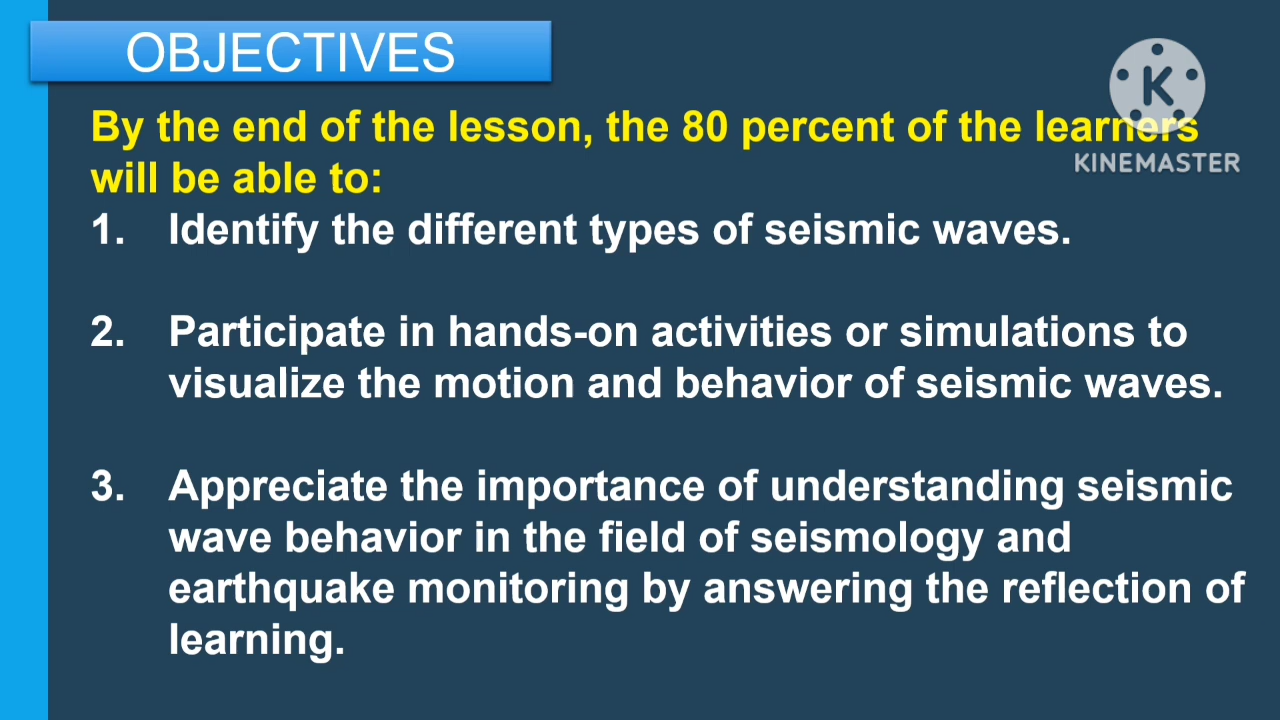 OBJECTIVES
By the end of the lesson, the 80 percent of the learners
will be able to:
1. Identify the different types of seismic waves.
2. Participate in hands-on activities or simulations to
visualize the motion and behavior of seismic waves.
3. Appreciate the importance of understanding seismic
wave behavior in the field of seismology and
earthquake monitoring by answering the reflection of
learning.
K
KINEMASTER